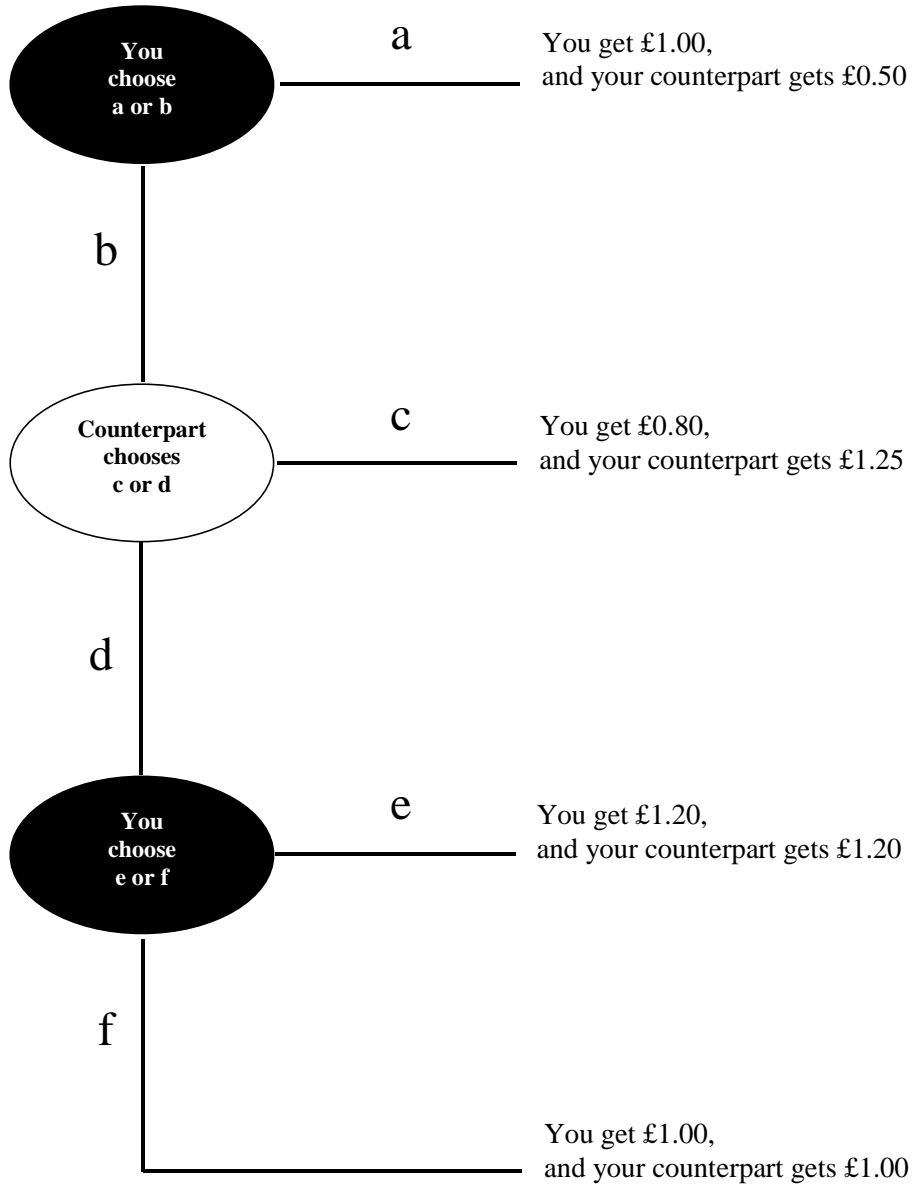 You
choose
a or b
a
You get £1.00,
and your counterpart gets £0.50
b
Counterpart
chooses
c or d
c
You get £0.80,
and your counterpart gets £1.25
d
You
choose
e or f
e
You get £1.20,
and your counterpart gets £1.20
f
You get £1.00,
and your counterpart gets £1.00